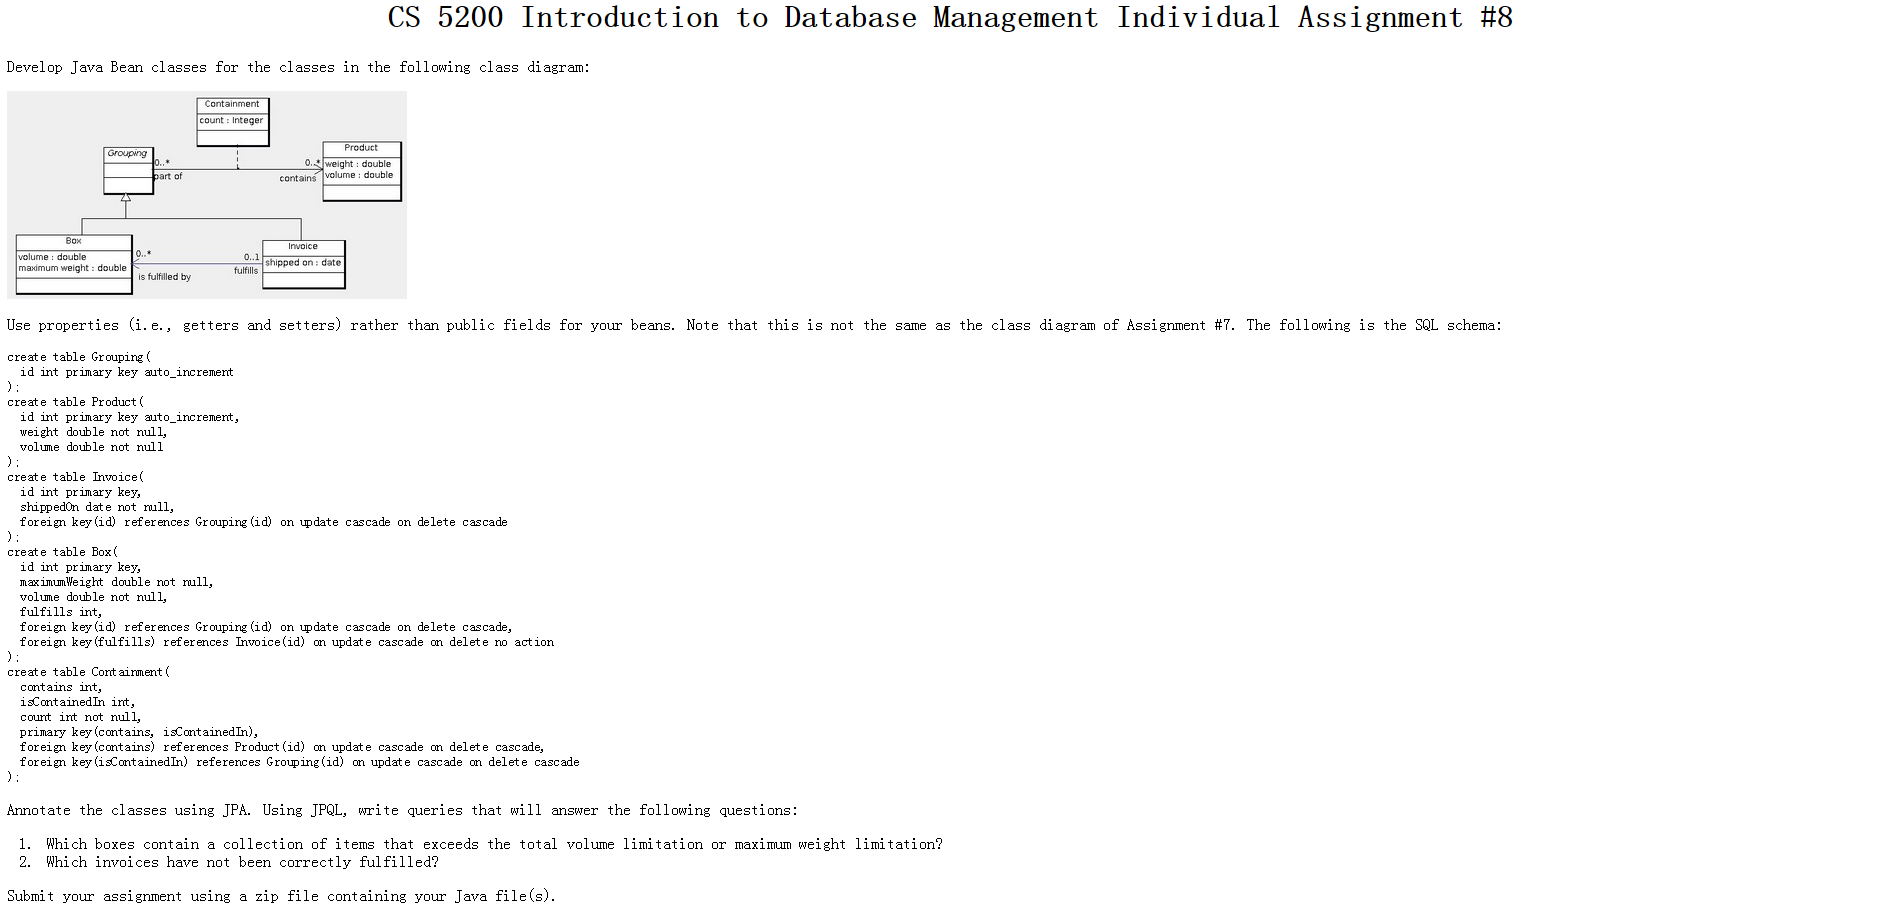 CS 5200 Introduction to Database Management Individual Assignment #8
Develop Java Bean classes for the classes in the following class diagram:
Containment
count : Integer
Grouping
0..*
part of
0..*
contains
Product
weight : double
volume : double
Box
volume : double
maximum weight : double
0..*
is fulfilled by
0..1
fulfills
Invoice
shipped on : date
Use properties (i.e., getters and setters) rather than public fields for your beans. Note that this is not the same as the class diagram of Assignment #7. The following is the SQL schema:
create table Grouping(
  id int primary key auto_increment
);
create table Product(
  id int primary key auto_increment,
  weight double not null,
  volume double not null
);
create table Invoice(
  id int primary key,
  shippedOn date not null,
  foreign key(id) references Grouping(id) on update cascade on delete cascade
);
create table Box(
  id int primary key,
  maximumWeight double not null,
  volume double not null,
  fulfills int,
  foreign key(id) references Grouping(id) on update cascade on delete cascade,
  foreign key(fulfills) references Invoice(id) on update cascade on delete no action
);
create table Containment(
  contains int,
  isContainedIn int,
  count int not null,
  primary key(contains, isContainedIn),
  foreign key(contains) references Product(id) on update cascade on delete cascade,
  foreign key(isContainedIn) references Grouping(id) on update cascade on delete cascade
);
Annotate the classes using JPA. Using JPQL, write queries that will answer the following questions:
1. Which boxes contain a collection of items that exceeds the total volume limitation or maximum weight limitation?
2. Which invoices have not been correctly fulfilled?
Submit your assignment using a zip file containing your Java file(s).